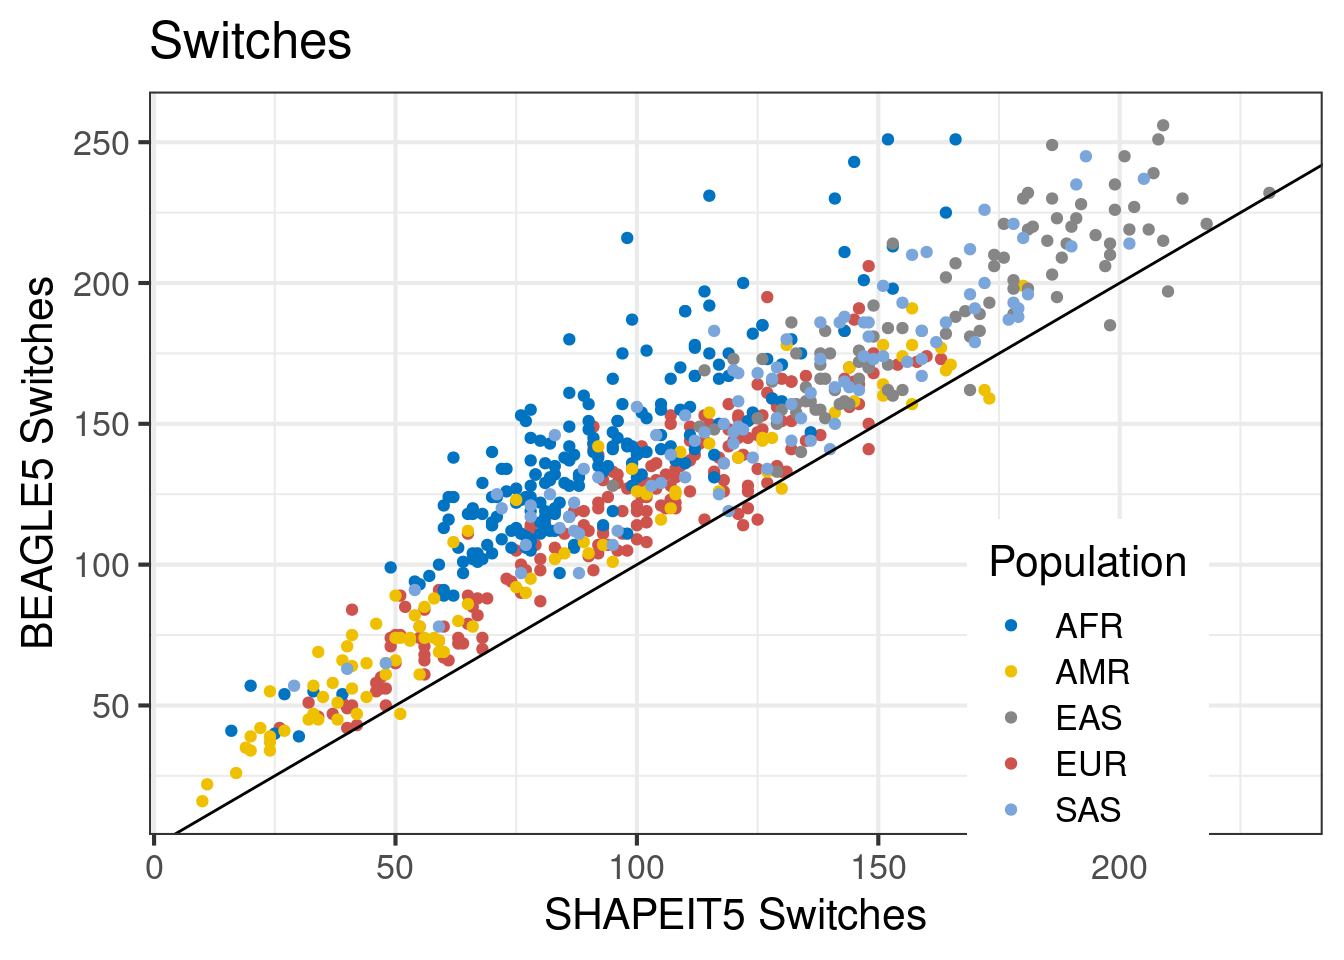 Switches
BEAGLE5 Switches
250
200
150
100
50
0
50
100
150
200
SHAPEIT5 Switches
Population
AFR
AMR
EAS
EUR
SAS